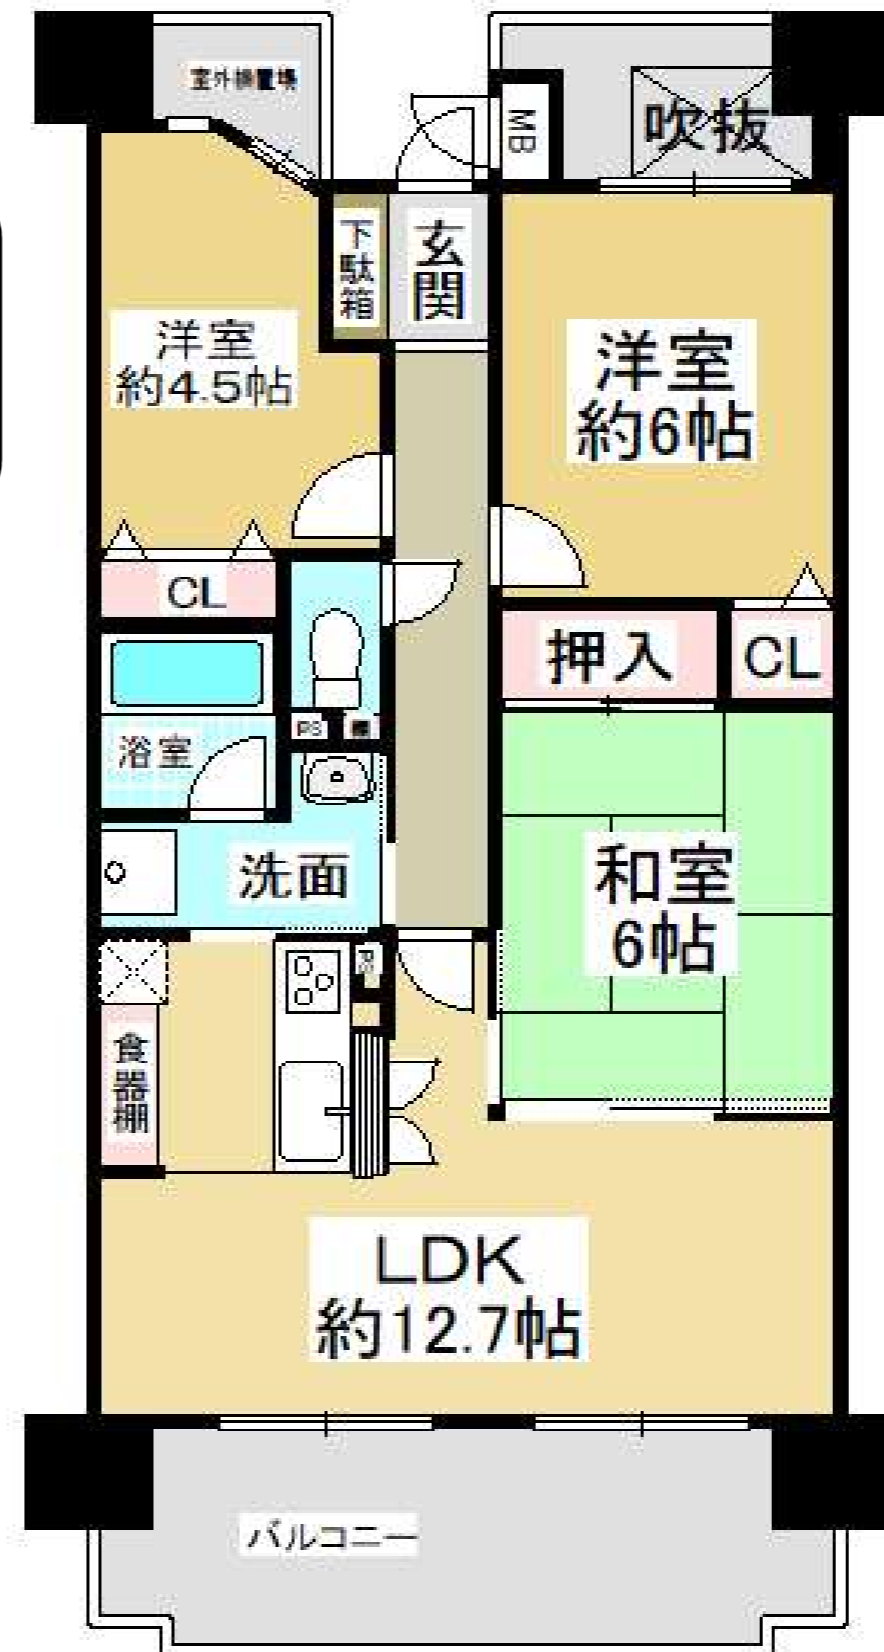 室外機置場
MB
吹抜
下駄箱
玄関
洋室
約4.5帖
洋室
約6帖
CL
押入
CL
PS
棚
浴室
洗面
和室
6帖
PS
食器棚
LDK
約12.7帖
バルコニー